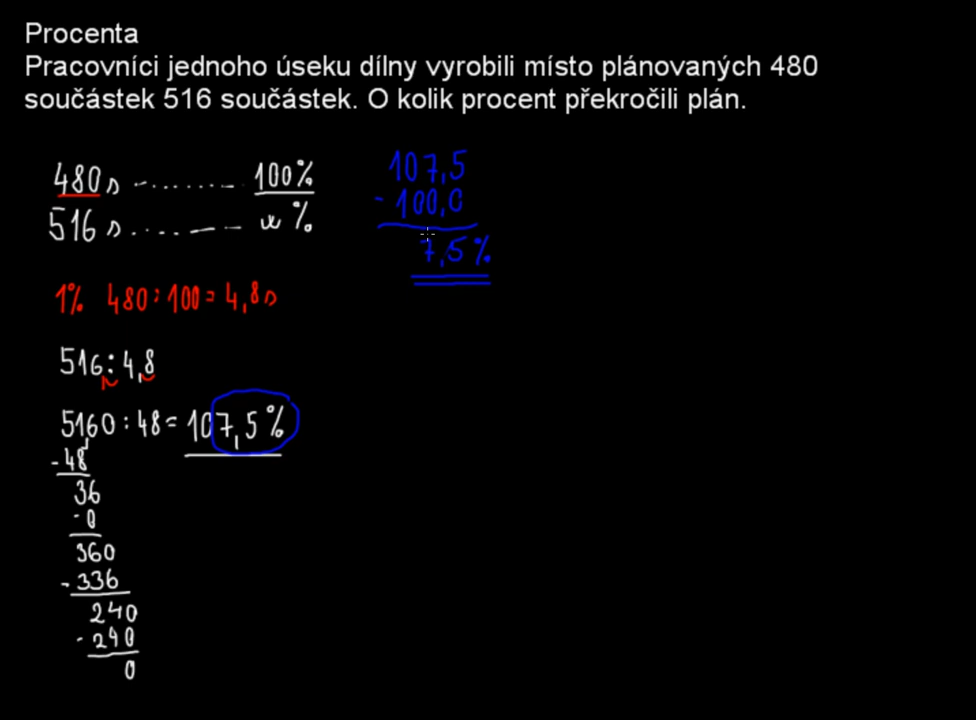 Procenta
Pracovníci jednoho úseku dílny vyrobili místo plánovaných 480
součástek 516 součástek. O kolik procent překročili plán.
480 s ......... 100%
516 s ......... x %
107,5
- 100,0
7,5 %
1% 480 : 100 = 4,8 s
516 : 4,8
5160 : 48 = 107,5 %
-48
36
-0
360
-336
240
-240
0